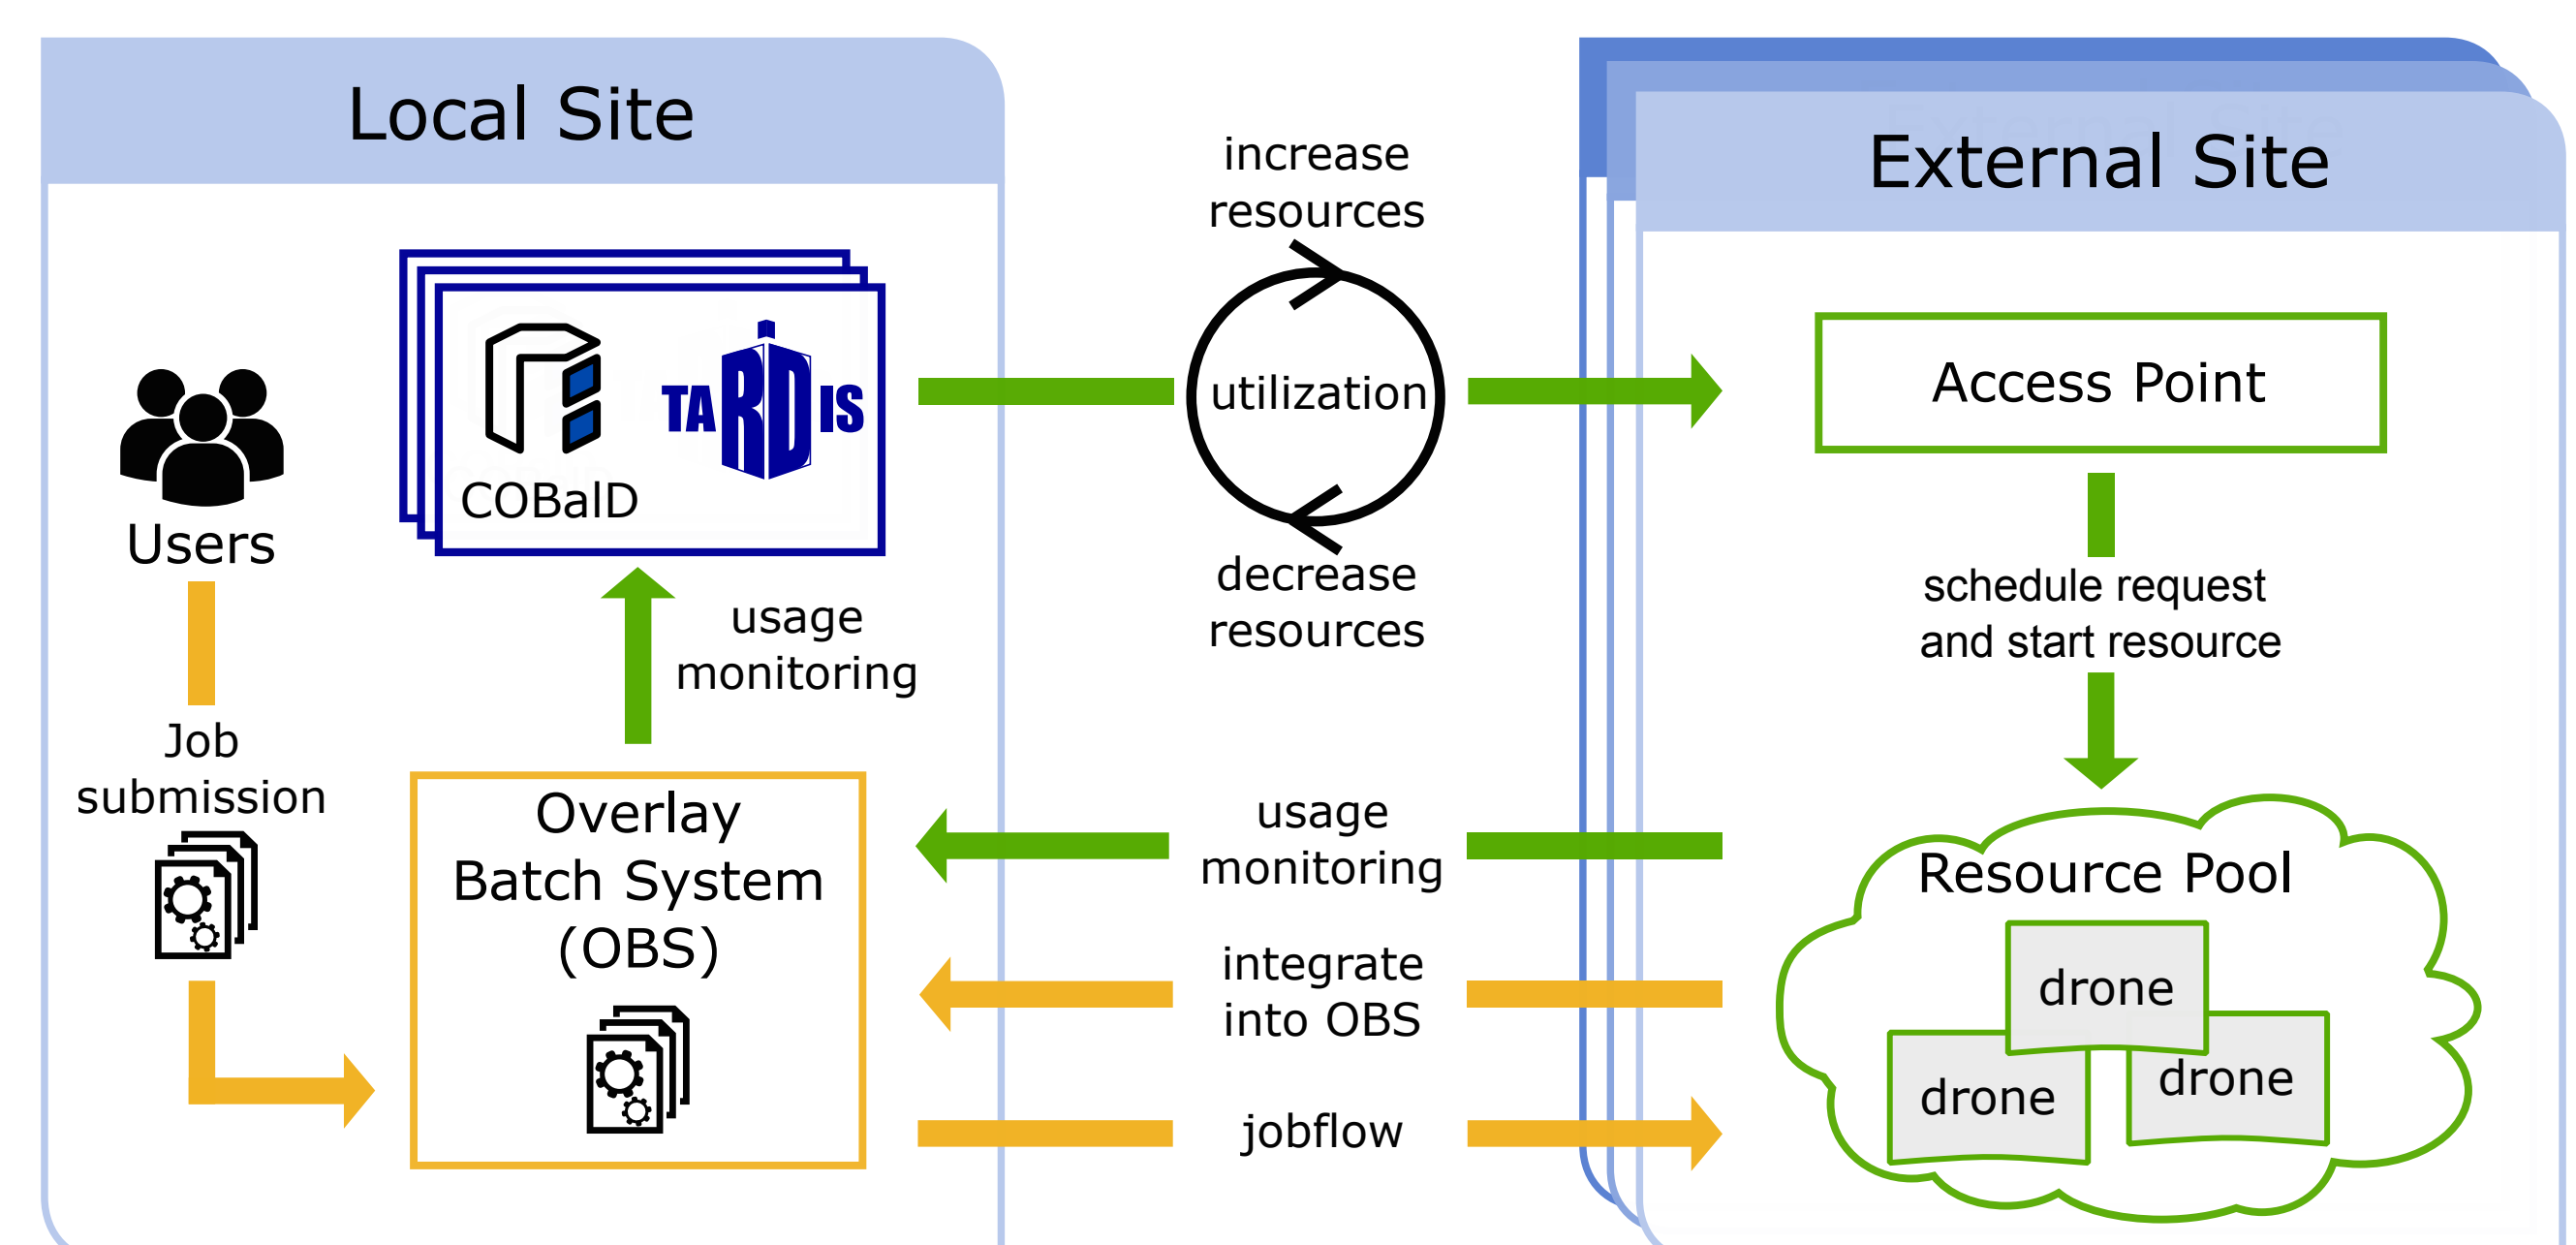 Local Site
External Site
increase
resources
utilization
decrease
resources
COBalD
TARDIS
Users
Access Point
usage
monitoring
schedule request
and start resource
Job
submission
Overlay
Batch System
(OBS)
usage
monitoring
integrate
into OBS
jobflow
Resource Pool
drone
drone
drone